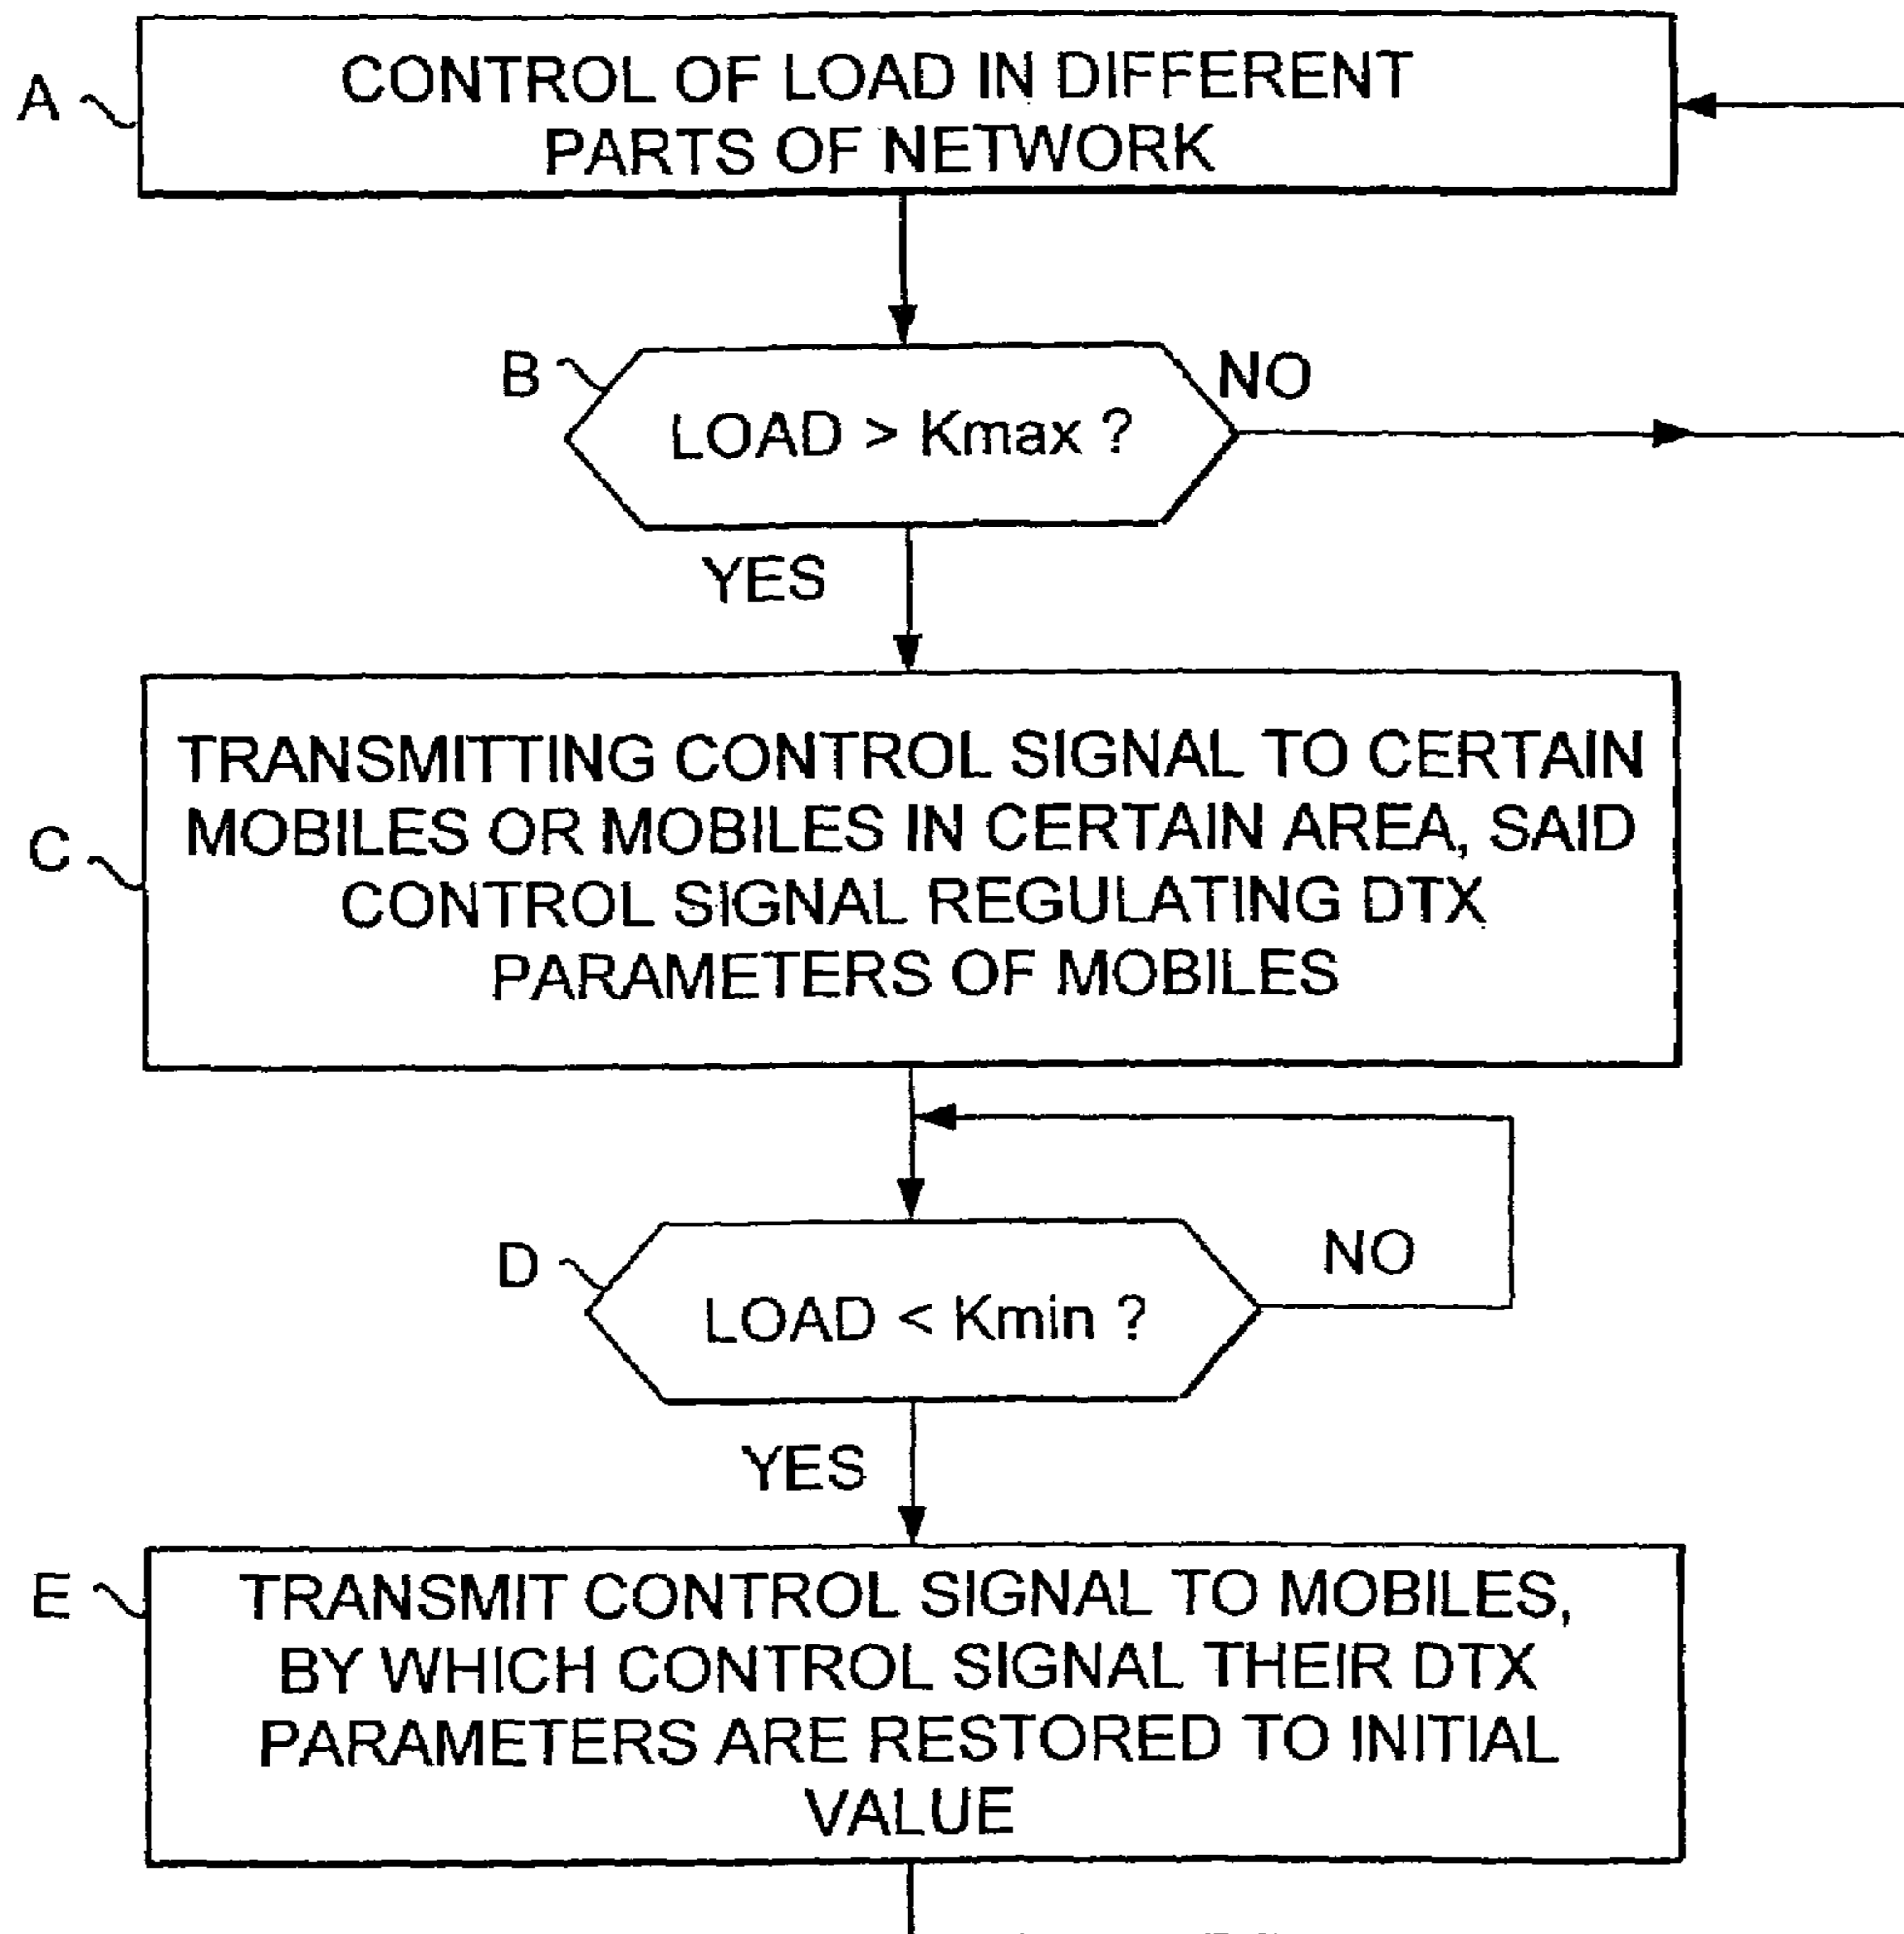 A
CONTROL OF LOAD IN DIFFERENT
PARTS OF NETWORK
B
NO
LOAD > Kmax ?
YES
C
TRANSMITTING CONTROL SIGNAL TO CERTAIN
MOBILES OR MOBILES IN CERTAIN AREA, SAID
CONTROL SIGNAL REGULATING DTX
PARAMETERS OF MOBILES
D
NO
LOAD < Kmin ?
YES
E
TRANSMIT CONTROL SIGNAL TO MOBILES,
BY WHICH CONTROL SIGNAL THEIR DTX
PARAMETERS ARE RESTORED TO INITIAL
VALUE